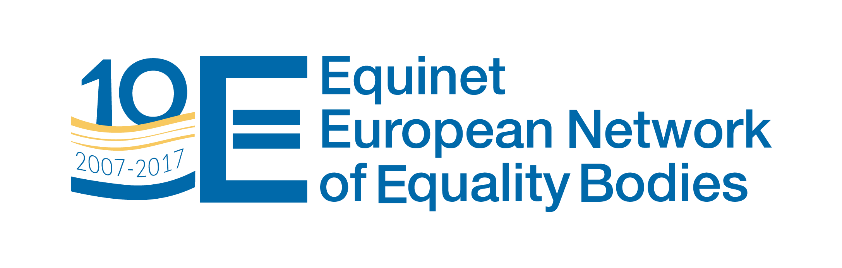 10
2007-2017
E
Equinet
European Network
of Equality Bodies